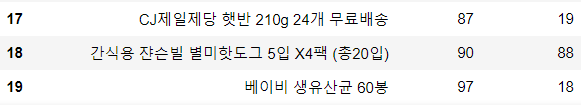 17 CJ제일제당 햇반 210g 24개 무료배송 87 19
18 간식용 쟌슨빌 별미핫도그 5입 X4팩 (총20입) 90 88
19 베이비 생유산균 60봉 97 18